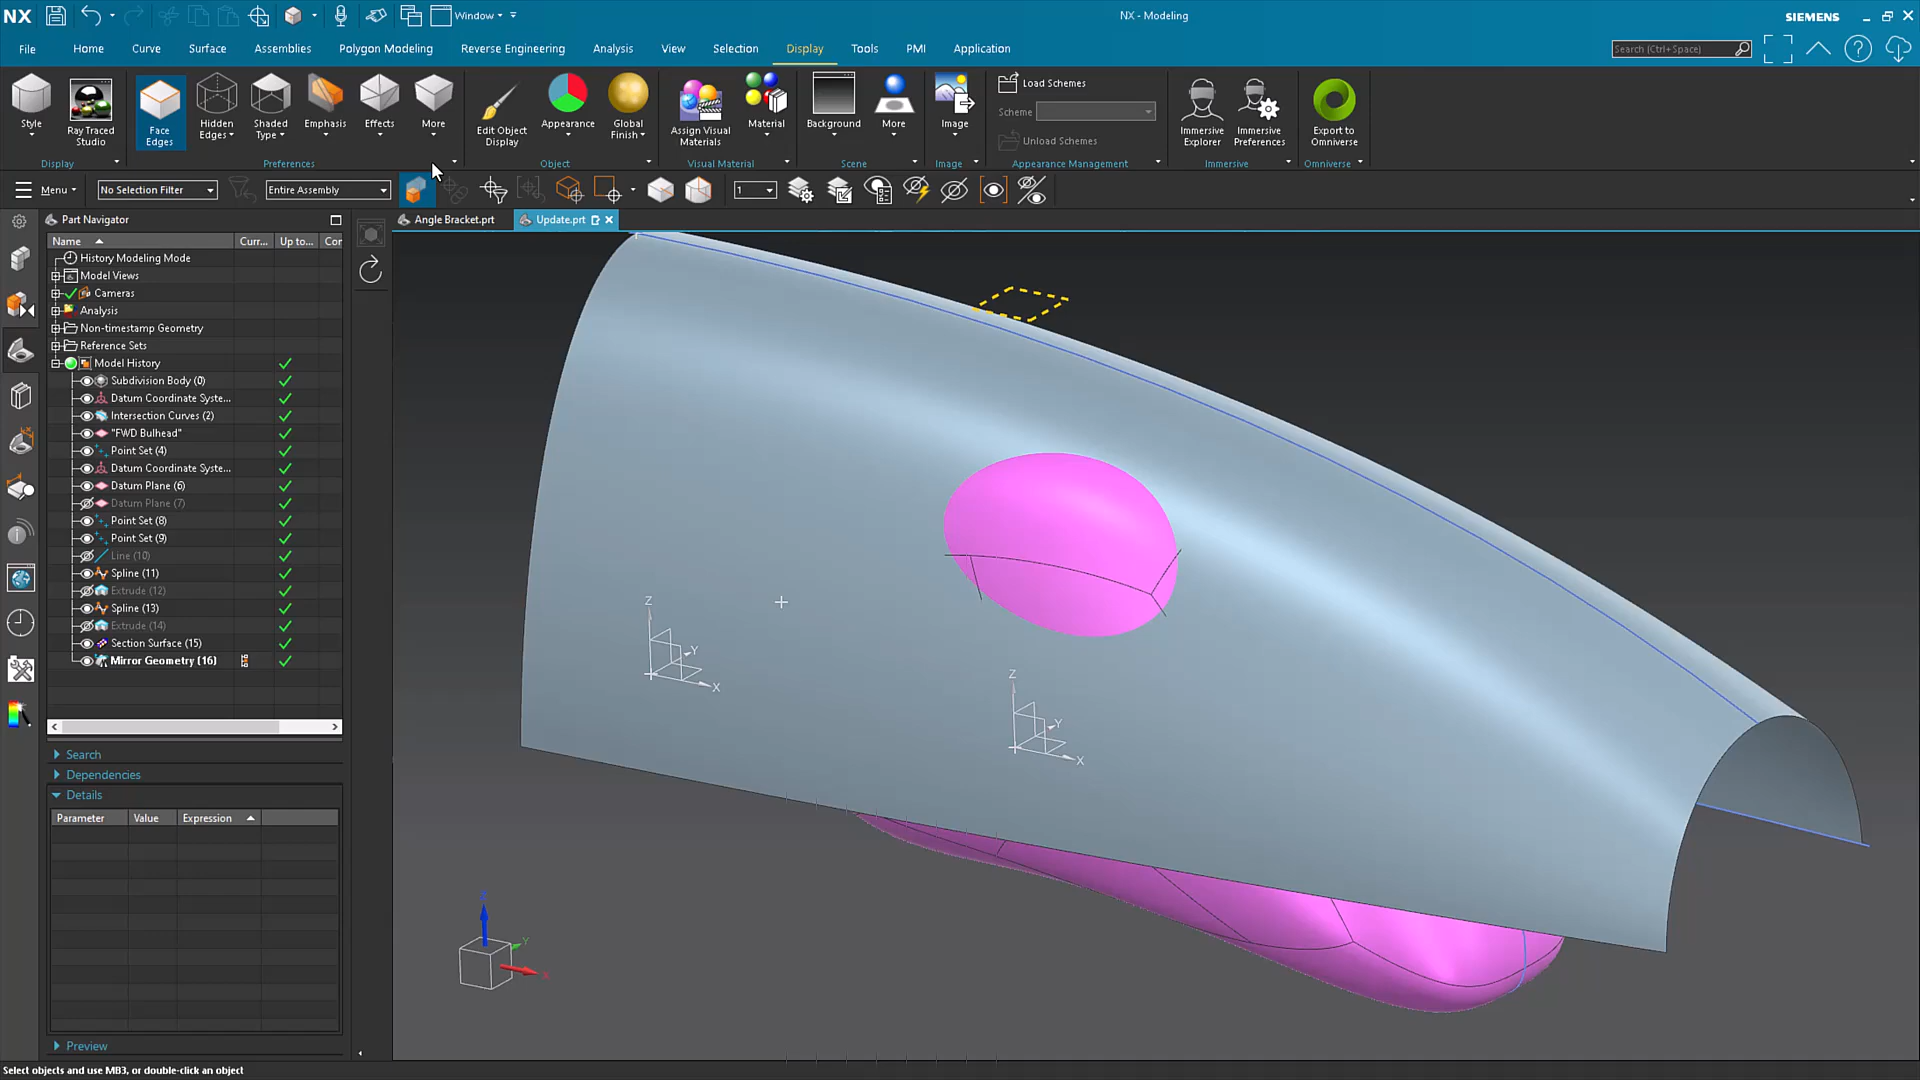 NX
Window
NX - Modeling
SIEMENS
File
Home
Curve
Surface
Assemblies
Polygon Modeling
Reverse Engineering
Analysis
View
Selection
Display
Tools
PMI
Application
Search (Ctrl+Space)
Style
Ray Traced Studio
Face Edges
Hidden Edges
Shaded Type
Emphasis
Effects
More
Edit Object Display
Appearance
Global Finish
Assign Visual Materials
Material
Background
More
Image
Load Schemes
Scheme
Unload Schemes
Immersive Explorer
Immersive Preferences
Export to Omniverse
Display
Preferences
Object
Visual Material
Scene
Image
Appearance Management
Immersive
Omniverse
Menu
No Selection Filter
Entire Assembly
1
Part Navigator
Angle Bracket.prt
Update.prt
Name
Curr...
Up to...
Cor
History Modeling Mode
Model Views
Cameras
Analysis
Non-timestamp Geometry
Reference Sets
Model History
Subdivision Body (0)
Datum Coordinate Syste...
Intersection Curves (2)
"FWD Bulhead"
Point Set (4)
Datum Coordinate Syste...
Datum Plane (6)
Datum Plane (7)
Point Set (8)
Point Set (9)
Line (10)
Spline (11)
Extrude (12)
Spline (13)
Extrude (14)
Section Surface (15)
Mirror Geometry (16)
Search
Dependencies
Details
Parameter
Value
Expression
Preview
Z
Y
X
Z
Y
X
Z
Y
X
Select objects and use MB3, or double-click an object